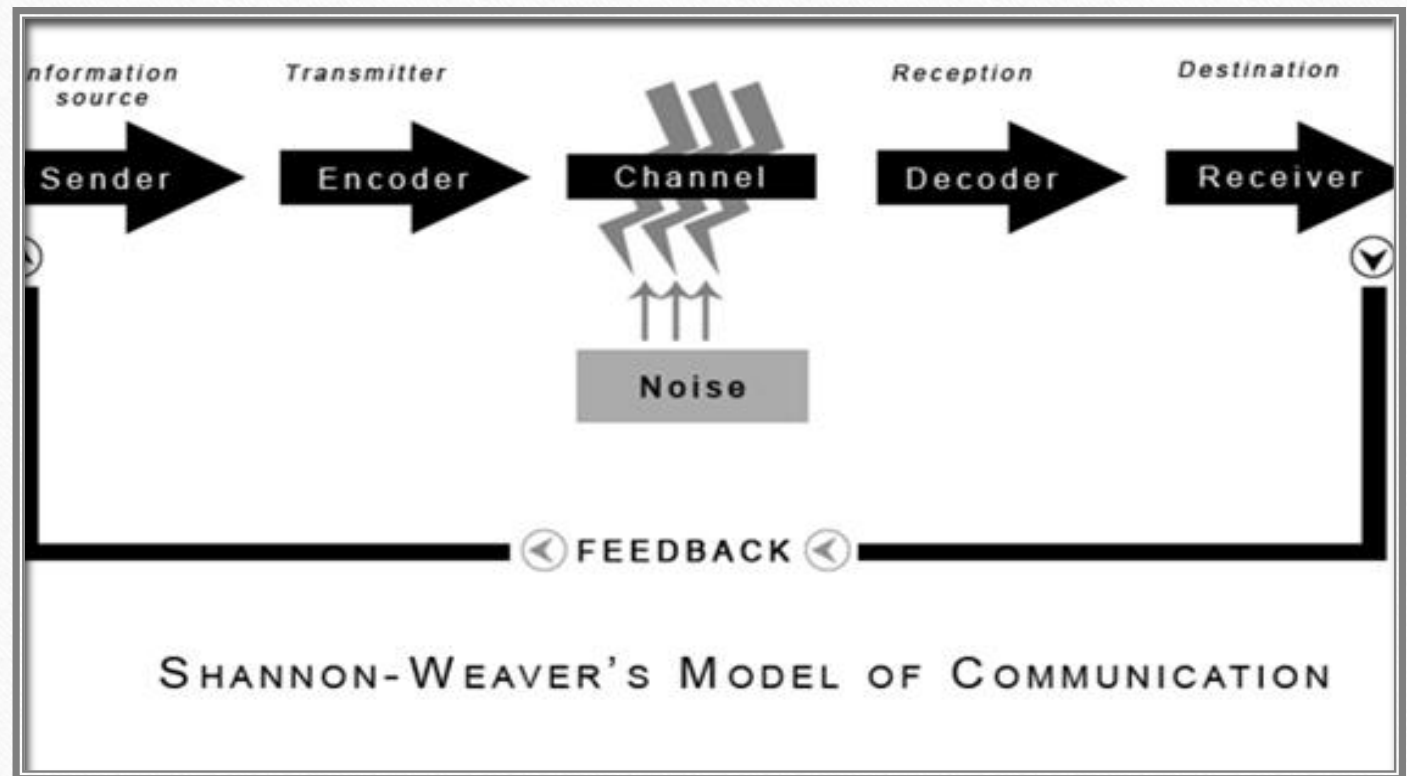 nformation
source
Transmitter
Reception
Destination
Sender
Encoder
Channel
Decoder
Receiver
Noise
FEEDBACK
SHANNON-WEAVER'S MODEL OF COMMUNICATION